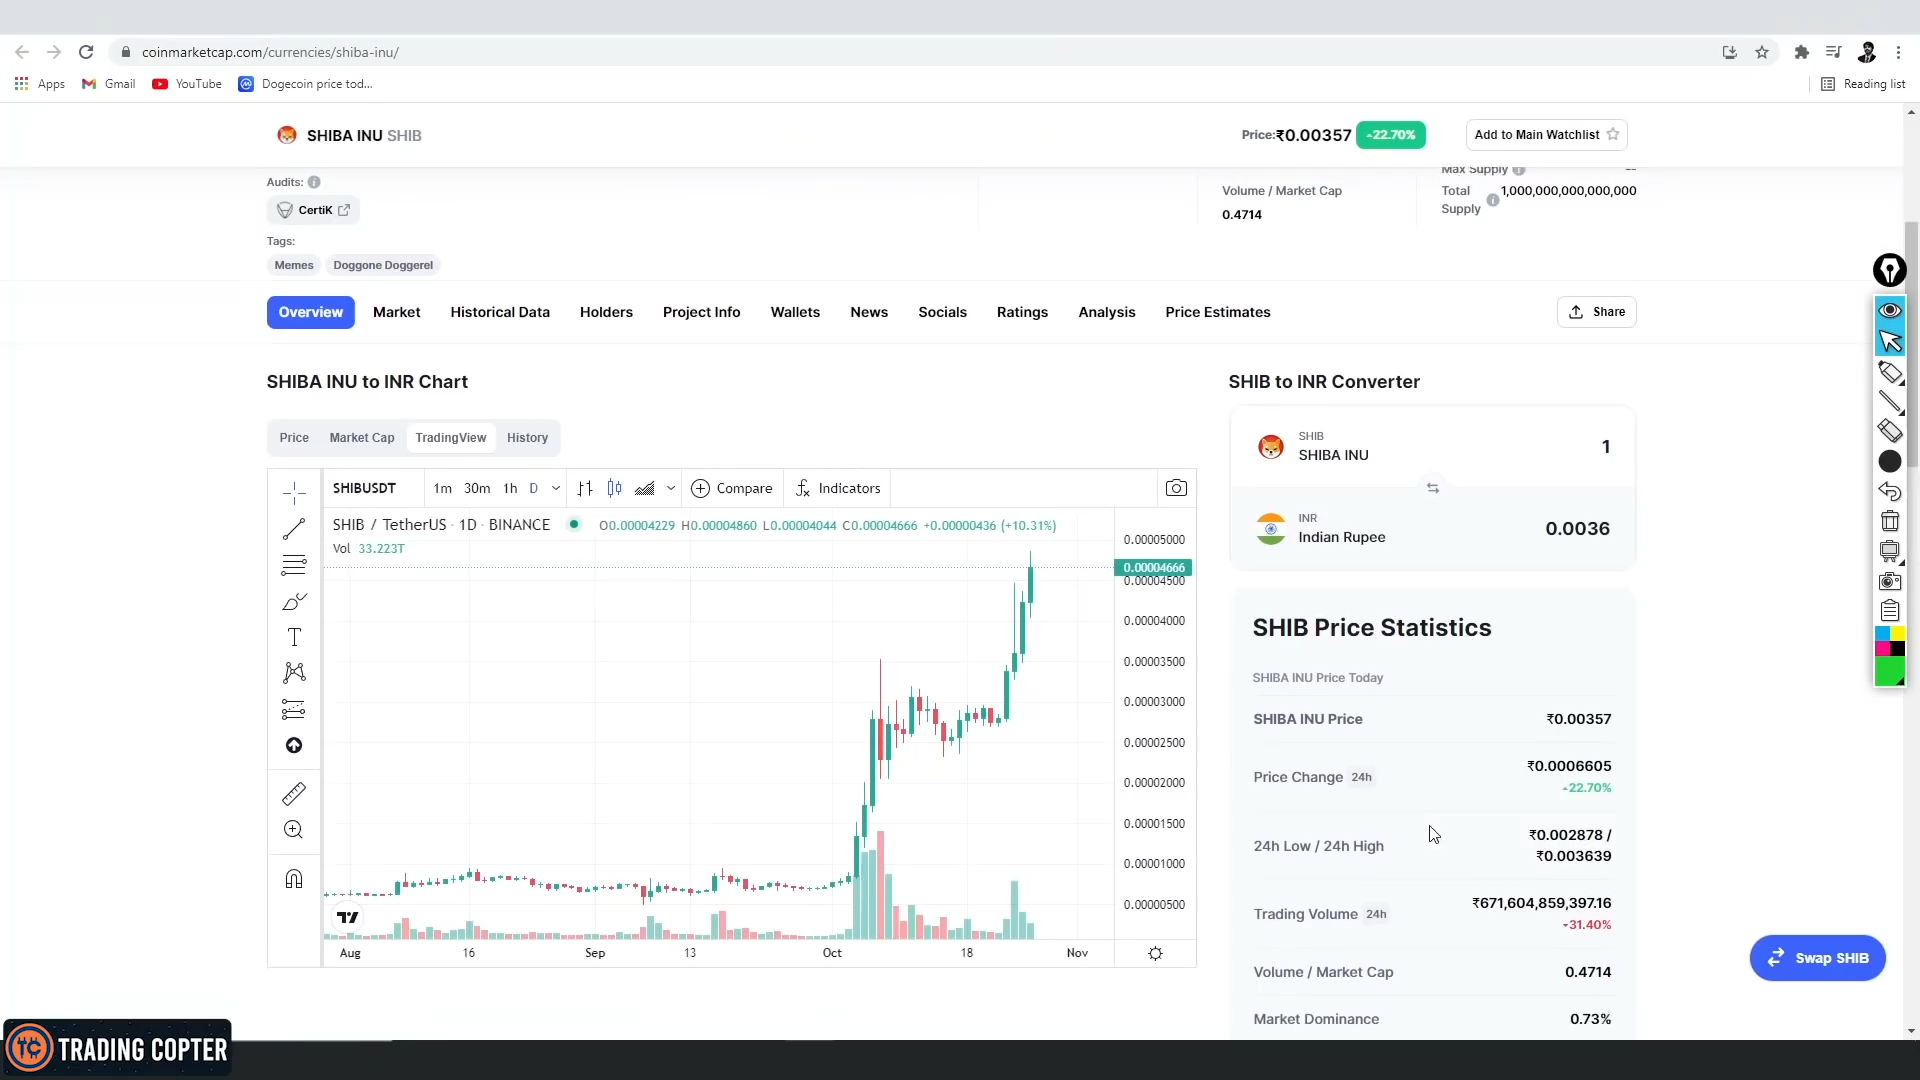 coinmarketcap.com/currencies/shiba-inu/
Apps Gmail YouTube Dogecoin price tod... Reading list
SHIBA INU SHIB Price:₹0.00357 22.70% Add to Main Watchlist
Audits:
CertiK
Tags:
Memes Doggone Doggerel
Volume / Market Cap
0.4714
Max Supply --
Total Supply 1,000,000,000,000,000
Overview Market Historical Data Holders Project Info Wallets News Socials Ratings Analysis Price Estimates Share
SHIBA INU to INR Chart
Price Market Cap TradingView History
SHIBUSDT 1m 30m 1h D Compare Indicators
SHIB / TetherUS · 1D · BINANCE O0.00004229 H0.00004860 L0.00004044 C0.00004666 +0.00000436 (+10.31%)
Vol 33.223T
0.00005000
0.00004666
0.00004500
0.00004000
0.00003500
0.00003000
0.00002500
0.00002000
0.00001500
0.00001000
0.00000500
Aug 16 Sep 13 Oct 18 Nov
SHIB to INR Converter
SHIB
SHIBA INU 1
INR
Indian Rupee 0.0036
SHIB Price Statistics
SHIBA INU Price Today
SHIBA INU Price ₹0.00357
Price Change 24h ₹0.0006605
22.70%
24h Low / 24h High ₹0.002878 /
₹0.003639
Trading Volume 24h ₹671,604,859,397.16
31.40%
Volume / Market Cap 0.4714
Market Dominance 0.73%
Swap SHIB
TC TRADING COPTER